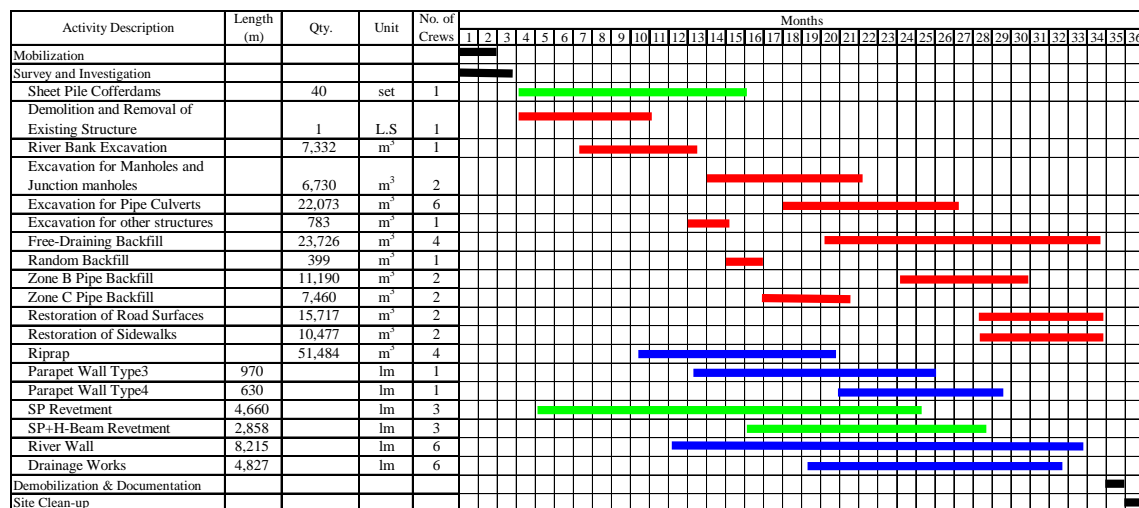 Activity Description Length (m) Qty. Unit No. of Crews Months
1 2 3 4 5 6 7 8 9 10 11 12 13 14 15 16 17 18 19 20 21 22 23 24 25 26 27 28 29 30 31 32 33 34 35 36
Mobilization
Survey and Investigation
Sheet Pile Cofferdams 40 set 1
Demolition and Removal of
Existing Structure 1 L.S 1
River Bank Excavation 7,332 m³ 1
Excavation for Manholes and
Junction manholes 6,730 m³ 2
Excavation for Pipe Culverts 22,073 m³ 6
Excavation for other structures 783 m³ 1
Free-Draining Backfill 23,726 m³ 4
Random Backfill 399 m³ 1
Zone B Pipe Backfill 11,190 m³ 2
Zone C Pipe Backfill 7,460 m³ 2
Restoration of Road Surfaces 15,717 m³ 2
Restoration of Sidewalks 10,477 m³ 2
Riprap 51,484 m³ 4
Parapet Wall Type3 970 lm 1
Parapet Wall Type4 630 lm 1
SP Revetment 4,660 lm 3
SP+H-Beam Revetment 2,858 lm 3
River Wall 8,215 lm 6
Drainage Works 4,827 lm 6
Demobilization & Documentation
Site Clean-up